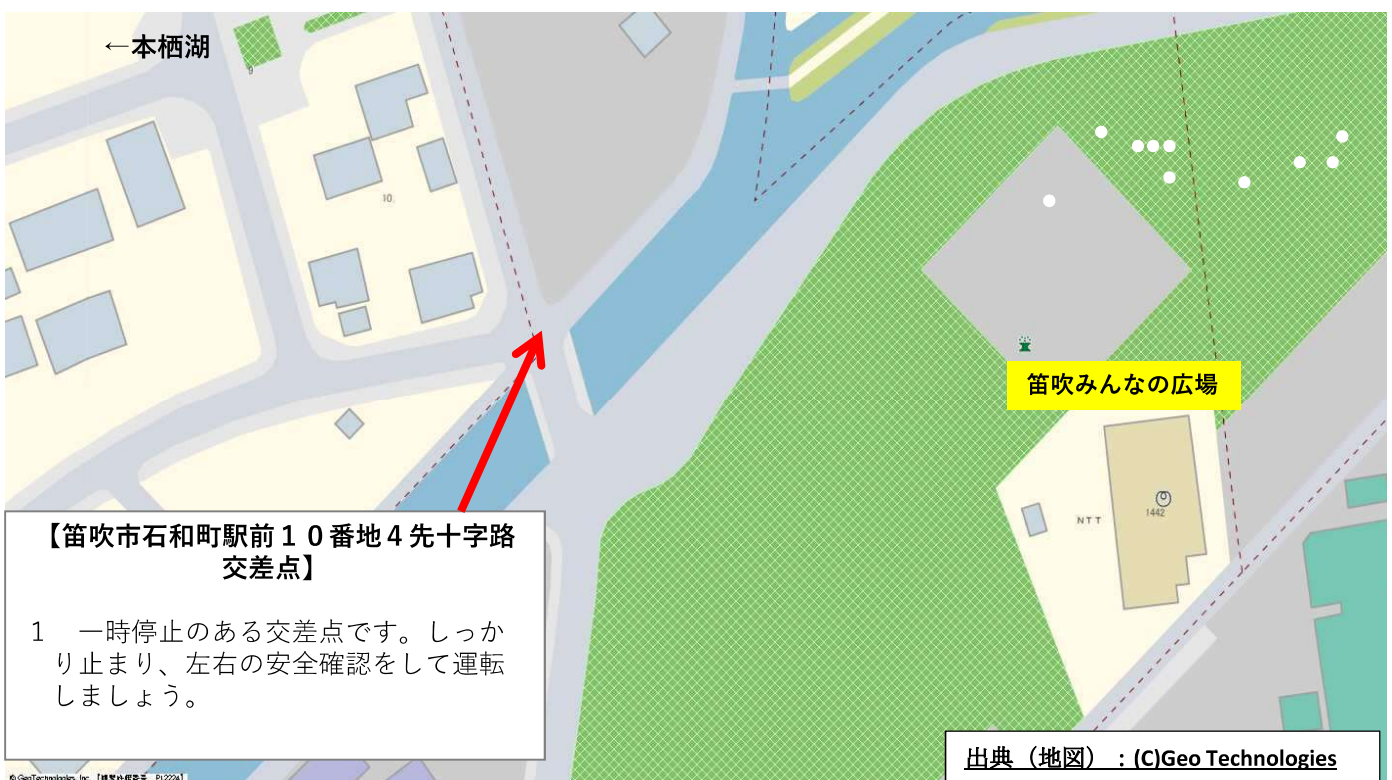 ←本栖湖
10
笛吹みんなの広場
NTT
1442
【笛吹市石和町駅前１０番地４先十字路
交差点】
１　一時停止のある交差点です。しっか
り止まり、左右の安全確認をして運転
しましょう。
出典（地図）：(C)Geo Technologies